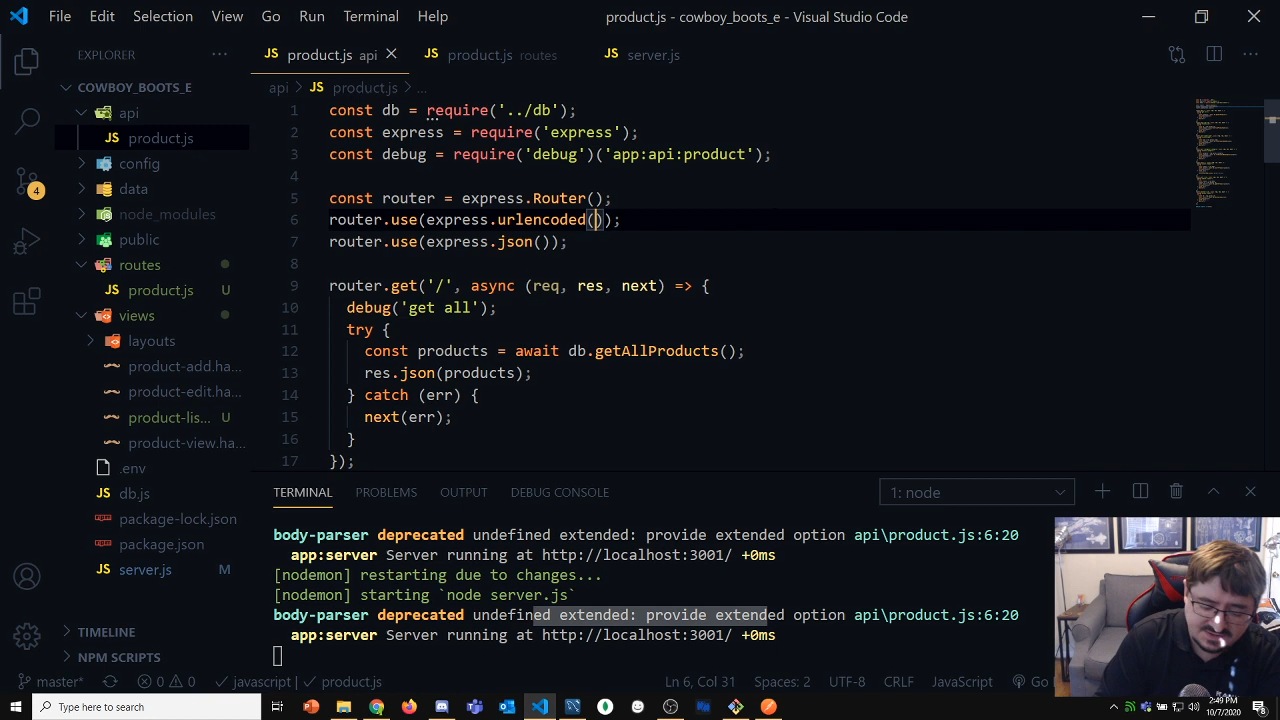 File Edit Selection View Go Run Terminal Help product.js - cowboy_boots_e - Visual Studio Code
EXPLORER
JS product.js api JS product.js routes JS server.js
COWBOY_BOOTS_E
api
JS product.js
config
data
node_modules
public
routes
JS product.js U
views
layouts
product-add.ha...
product-edit.ha...
product-lis... U
product-view.ha...
.env
db.js
package-lock.json
package.json
server.js M
TIMELINE
NPM SCRIPTS
4
api > JS product.js > ...
1 const db = require('../db');
2 const express = require('express');
3 const debug = require('debug')('app:api:product');
4
5 const router = express.Router();
6 router.use(express.urlencoded());
7 router.use(express.json());
8
9 router.get('/', async (req, res, next) => {
10 debug('get all');
11 try {
12 const products = await db.getAllProducts();
13 res.json(products);
14 } catch (err) {
15 next(err);
16 }
17 });
TERMINAL PROBLEMS OUTPUT DEBUG CONSOLE 1: node
body-parser deprecated undefined extended: provide extended option api\product.js:6:20
app:server Server running at http://localhost:3001/ +0ms
[nodemon] restarting due to changes...
[nodemon] starting `node server.js`
body-parser deprecated undefined extended: provide extended option api\product.js:6:20
app:server Server running at http://localhost:3001/ +0ms
master* 0 0 javascript | product.js Ln 6, Col 31 Spaces: 2 UTF-8 CRLF JavaScript Go
Type here to search
2:49 PM
10/7/2020